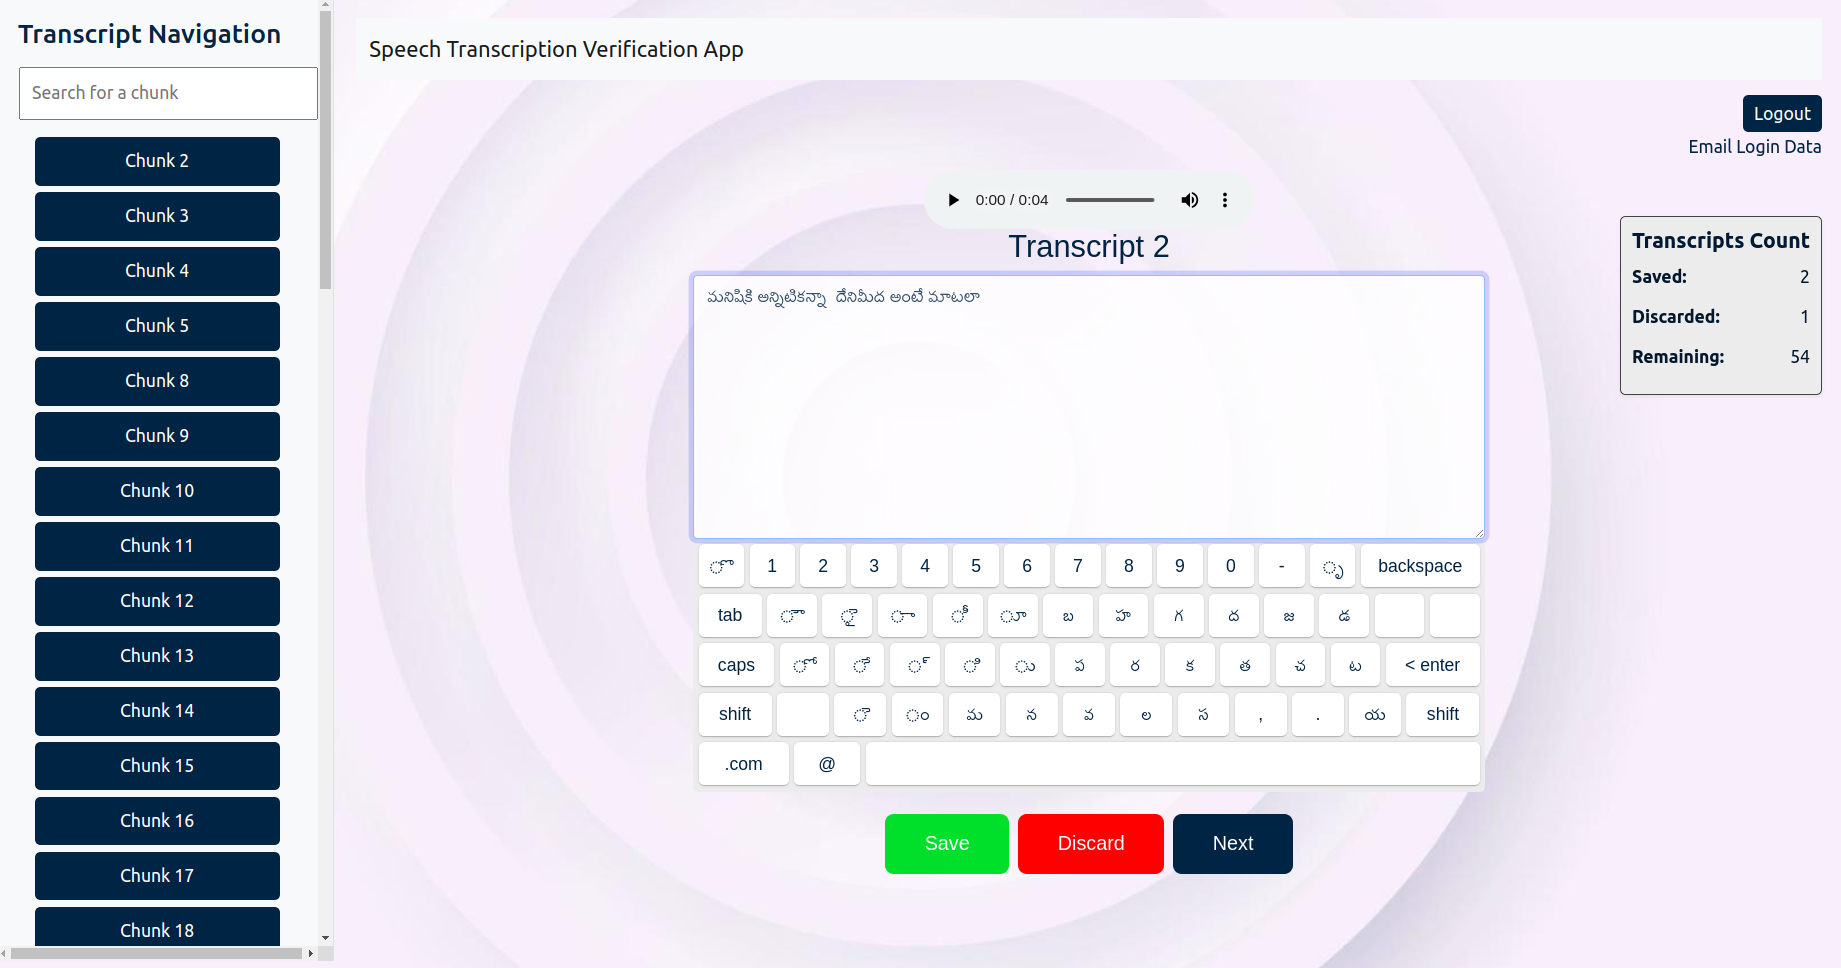 Transcript Navigation
Search for a chunk
Chunk 2
Chunk 3
Chunk 4
Chunk 5
Chunk 8
Chunk 9
Chunk 10
Chunk 11
Chunk 12
Chunk 13
Chunk 14
Chunk 15
Chunk 16
Chunk 17
Chunk 18
Speech Transcription Verification App
Logout
Email Login Data
0:00 / 0:04
Transcript 2
మనిషికి అన్నిటికన్నా దేనిమీద అంటే మాటలా
Transcripts Count
Saved: 2
Discarded: 1
Remaining: 54
ొ 1 2 3 4 5 6 7 8 9 0 - ృ backspace
tab ౌ ై ా ీ ూ బ హ గ ద జ డ
caps ో ే ్ ి ు ప ర క త చ ట < enter
shift ె ం మ న వ ల స , . య shift
.com @
Save Discard Next